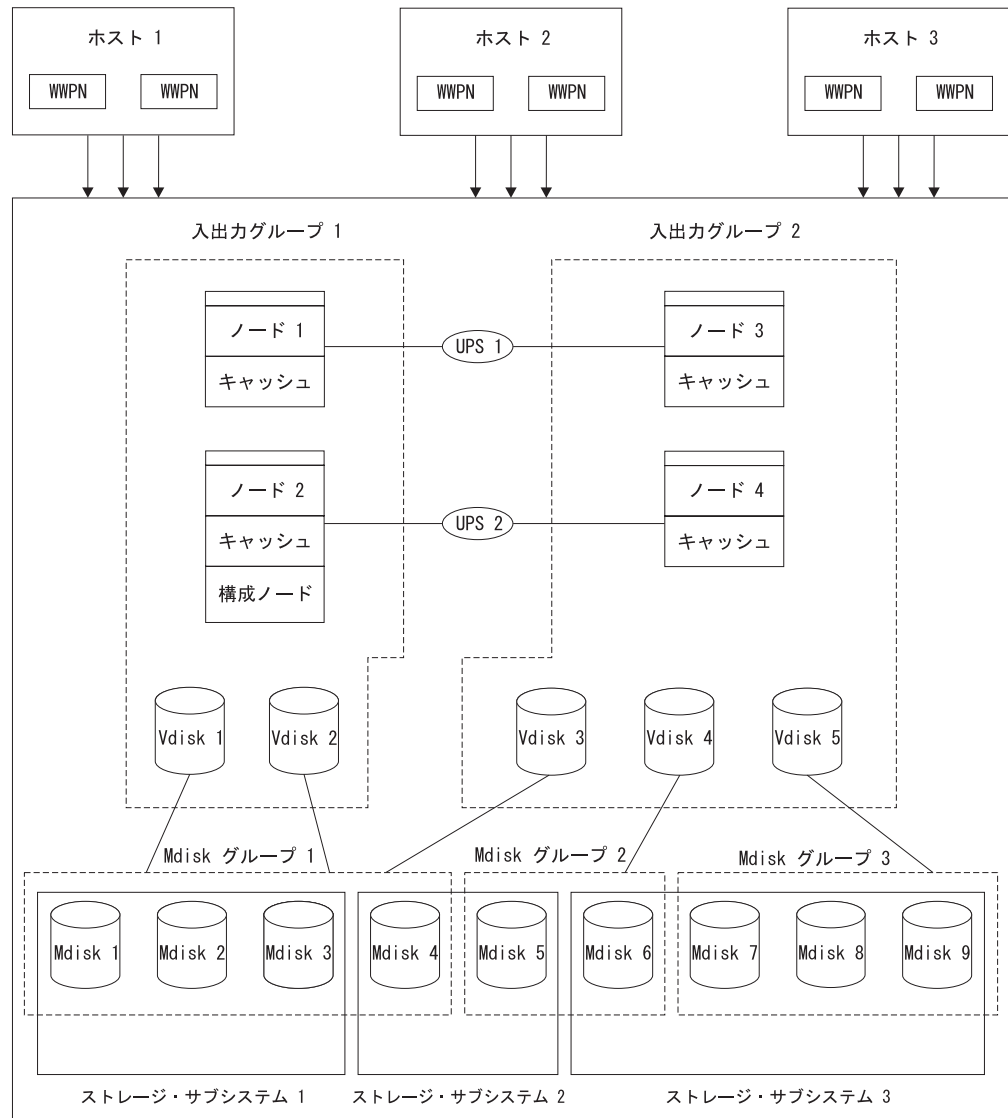 ホスト 1
WWPN WWPN
ホスト 2
WWPN WWPN
ホスト 3
WWPN WWPN
入出力グループ 1
入出力グループ 2
ノード 1
キャッシュ
UPS 1
ノード 3
キャッシュ
ノード 2
キャッシュ
構成ノード
UPS 2
ノード 4
キャッシュ
Vdisk 1
Vdisk 2
Vdisk 3
Vdisk 4
Vdisk 5
Mdisk グループ 1
Mdisk グループ 2
Mdisk グループ 3
Mdisk 1
Mdisk 2
Mdisk 3
Mdisk 4
Mdisk 5
Mdisk 6
Mdisk 7
Mdisk 8
Mdisk 9
ストレージ・サブシステム 1
ストレージ・サブシステム 2
ストレージ・サブシステム 3